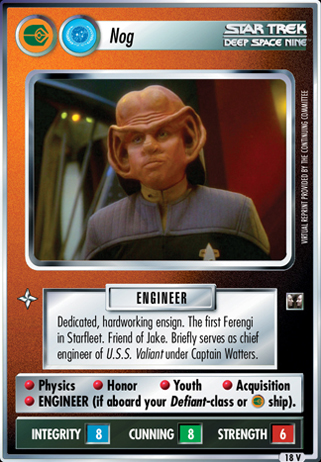 Nog
STAR TREK
DEEP SPACE NINE
VIRTUAL REPRINT PROVIDED BY THE CONTINUING COMMITTEE
ENGINEER
Dedicated, hardworking ensign. The first Ferengi
in Starfleet. Friend of Jake. Briefly serves as chief
engineer of U.S.S. Valiant under Captain Watters.
Physics Honor Youth Acquisition
ENGINEER (if aboard your Defiant-class or ship).
INTEGRITY 8 CUNNING 8 STRENGTH 6
18 V